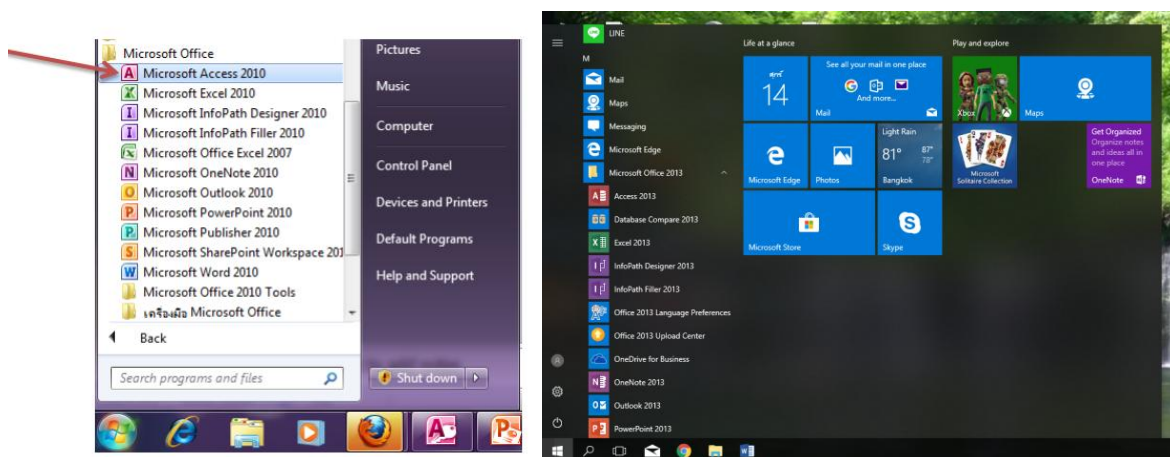 Microsoft Office
Microsoft Access 2010
Microsoft Excel 2010
Microsoft InfoPath Designer 2010
Microsoft InfoPath Filler 2010
Microsoft Office Excel 2007
Microsoft OneNote 2010
Microsoft Outlook 2010
Microsoft PowerPoint 2010
Microsoft Publisher 2010
Microsoft SharePoint Workspace 201
Microsoft Word 2010
Microsoft Office 2010 Tools
เครื่องมือ Microsoft Office
Back
Search programs and files
Pictures
Music
Computer
Control Panel
Devices and Printers
Default Programs
Help and Support
Shut down
LINE
M
Mail
Maps
Messaging
Microsoft Edge
Microsoft Office 2013
Access 2013
Database Compare 2013
Excel 2013
InfoPath Designer 2013
InfoPath Filler 2013
Office 2013 Language Preferences
Office 2013 Upload Center
OneDrive for Business
OneNote 2013
Outlook 2013
PowerPoint 2013
Life at a glance
ศุกร์
14
See all your mail in one place
And more...
Mail
Microsoft Edge
Photos
Light Rain
81° 87°
78°
Bangkok
Microsoft Store
Skype
Play and explore
Xbox
Maps
Microsoft
Solitaire Collection
Get Organized
Organize notes
and ideas all in
one place
OneNote